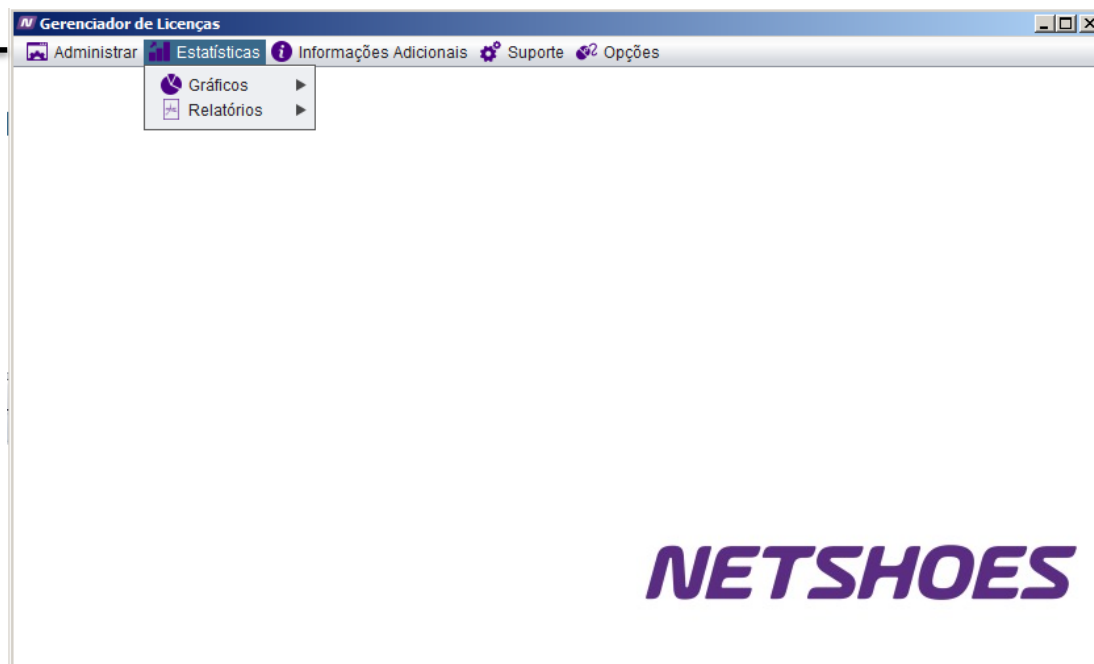 Gerenciador de Licenças
Administrar Estatísticas Informações Adicionais Suporte Opções
Gráficos
Relatórios
NETSHOES